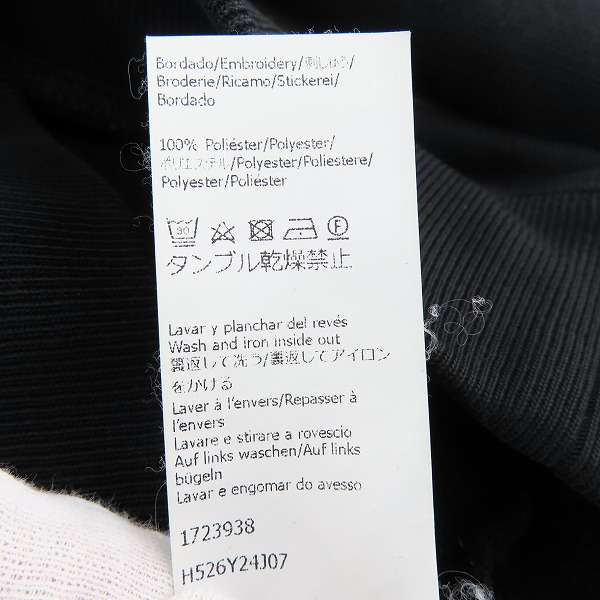 Bordado/Embroidery/刺しゅう/
Broderie/Ricamo/Stickerei/
Bordado
100% Poliéster/Polyester/
ポリエステル/Polyester/Poliestere/
Polyester/Poliéster
30 F
タンブル乾燥禁止
Lavar y planchar del revés
Wash and iron inside out
裏返して洗う/裏返してアイロン
をかける
Laver à l'envers/Repasser à
l'envers
Lavare e stirare a rovescio
Auf links waschen/Auf links
bügeln
Lavar e engomar do avesso
1723938
H526Y24J07